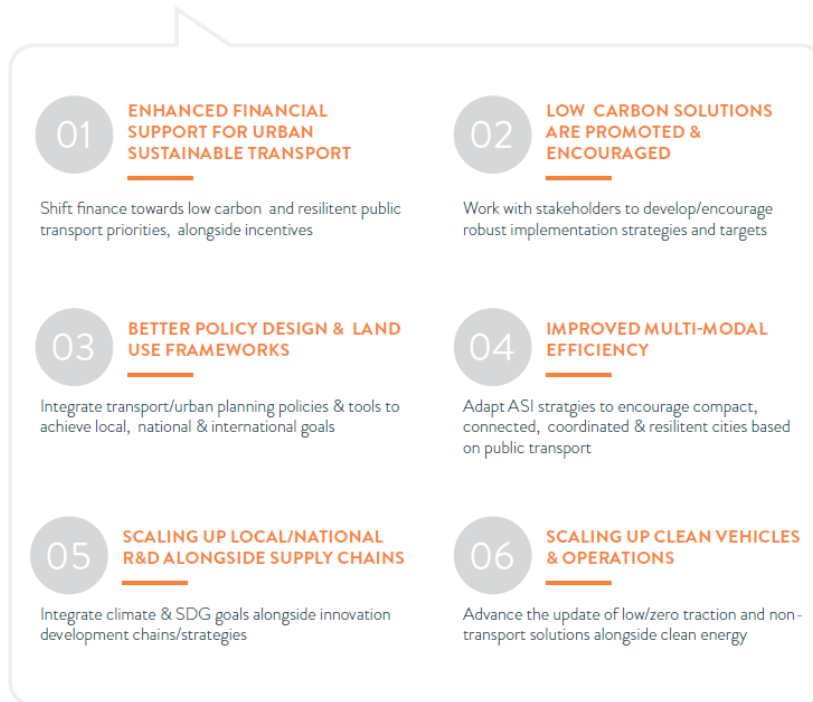 01
ENHANCED FINANCIAL
SUPPORT FOR URBAN
SUSTAINABLE TRANSPORT
Shift finance towards low carbon and resilitent public
transport priorities, alongside incentives
02
LOW CARBON SOLUTIONS
ARE PROMOTED &
ENCOURAGED
Work with stakeholders to develop/encourage
robust implementation strategies and targets
03
BETTER POLICY DESIGN & LAND
USE FRAMEWORKS
Integrate transport/urban planning policies & tools to
achieve local, national & international goals
04
IMPROVED MULTI-MODAL
EFFICIENCY
Adapt ASI stratgies to encourage compact,
connected, coordinated & resilitent cities based
on public transport
05
SCALING UP LOCAL/NATIONAL
R&D ALONGSIDE SUPPLY CHAINS
Integrate climate & SDG goals alongside innovation
development chains/strategies
06
SCALING UP CLEAN VEHICLES
& OPERATIONS
Advance the update of low/zero traction and non-
transport solutions alongside clean energy